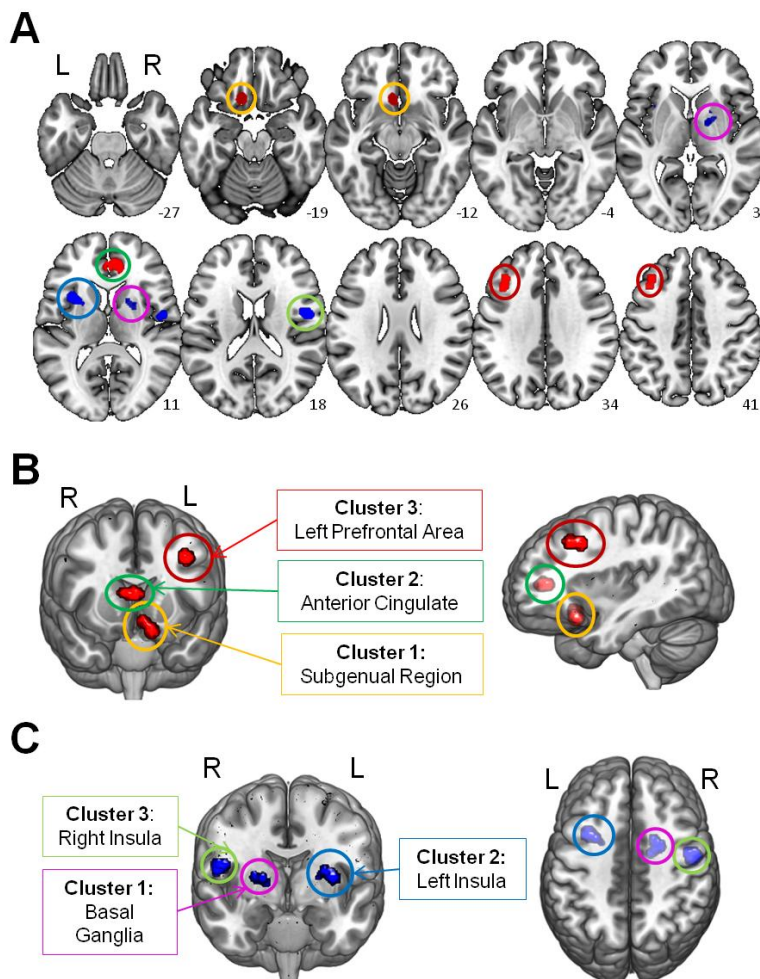 A
L R
-27 -19 -12 -4 3
11 18 26 34 41
B
R L
Cluster 3:
Left Prefrontal Area
Cluster 2:
Anterior Cingulate
Cluster 1:
Subgenual Region
C
R L
Cluster 3:
Right Insula
Cluster 1:
Basal
Ganglia
Cluster 2:
Left Insula
L R